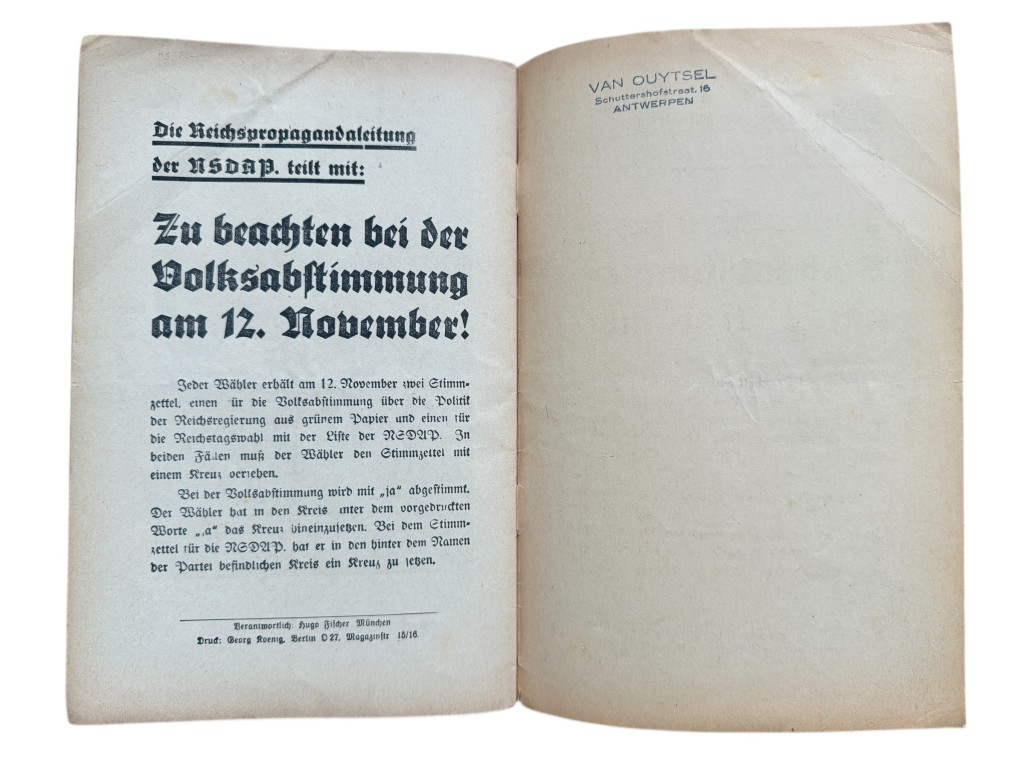 Die Reichspropagandaleitung
der NSDAP. teilt mit:
Zu beachten bei der
Volksabstimmung
am 12. November!
Jeder Wähler erhält am 12. November zwei Stimm-
zettel, einen für die Volksabstimmung über die Politik
der Reichsregierung aus grünem Papier und einen für
die Reichstagswahl mit der Liste der NSDAP. In
beiden Fällen muß der Wähler den Stimmzettel mit
einem Kreuz versehen.
Bei der Volksabstimmung wird mit „ja" abgestimmt.
Der Wähler hat in den Kreis unter dem vorgedruckten
Worte „ja" das Kreuz hineinzusetzen. Bei dem Stimm-
zettel für die NSDAP. hat er in den hinter dem Namen
der Partei befindlichen Kreis ein Kreuz zu setzen.
Verantwortlich: Hugo Fischer München
Druck: Georg Koenig, Berlin O 27, Magazinstr 15/16.
VAN OUYTSEL
Schuttershofstraat, 16
ANTWERPEN